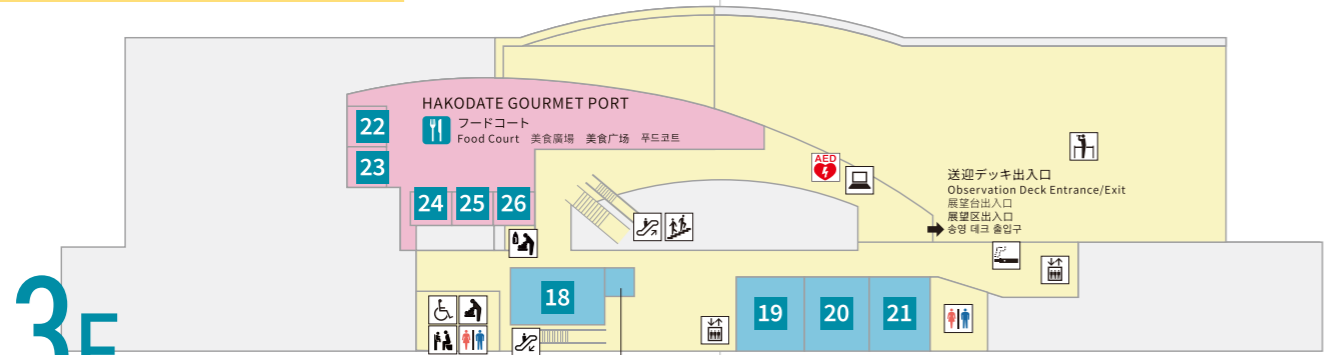 HAKODATE GOURMET PORT
フードコート
Food Court 美食廣場 美食广场 푸드코트
22
23
24
25
26
AED
送迎デッキ出入口
Observation Deck Entrance/Exit
展望台出入口
展望区出入口
송영 데크 출입구
18
19
20
21
3F